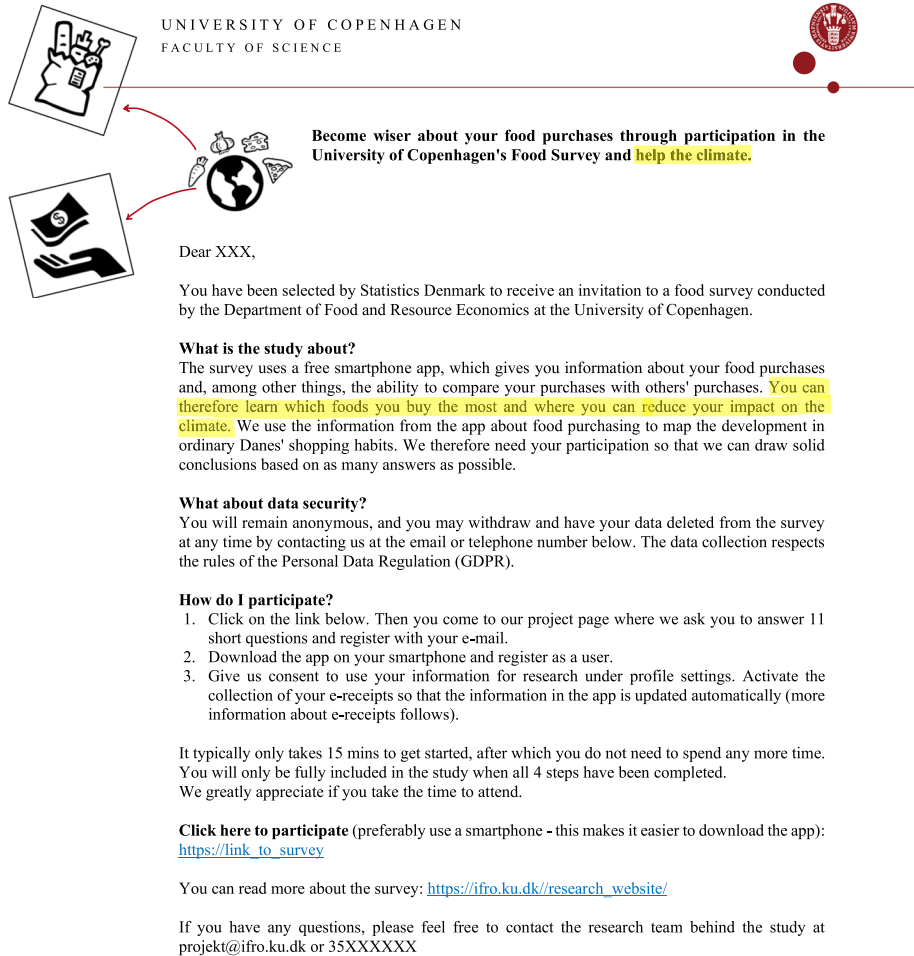 UNIVERSITY OF COPENHAGEN
FACULTY OF SCIENCE
Become wiser about your food purchases through participation in the
University of Copenhagen's Food Survey and help the climate.
Dear XXX,
You have been selected by Statistics Denmark to receive an invitation to a food survey conducted
by the Department of Food and Resource Economics at the University of Copenhagen.
What is the study about?
The survey uses a free smartphone app, which gives you information about your food purchases
and, among other things, the ability to compare your purchases with others' purchases. You can
therefore learn which foods you buy the most and where you can reduce your impact on the
climate. We use the information from the app about food purchasing to map the development in
ordinary Danes' shopping habits. We therefore need your participation so that we can draw solid
conclusions based on as many answers as possible.
What about data security?
You will remain anonymous, and you may withdraw and have your data deleted from the survey
at any time by contacting us at the email or telephone number below. The data collection respects
the rules of the Personal Data Regulation (GDPR).
How do I participate?
1. Click on the link below. Then you come to our project page where we ask you to answer 11
short questions and register with your e-mail.
2. Download the app on your smartphone and register as a user.
3. Give us consent to use your information for research under profile settings. Activate the
collection of your e-receipts so that the information in the app is updated automatically (more
information about e-receipts follows).
It typically only takes 15 mins to get started, after which you do not need to spend any more time.
You will only be fully included in the study when all 4 steps have been completed.
We greatly appreciate if you take the time to attend.
Click here to participate (preferably use a smartphone - this makes it easier to download the app):
https://link_to_survey
You can read more about the survey: https://ifro.ku.dk//research_website/
If you have any questions, please feel free to contact the research team behind the study at
projekt@ifro.ku.dk or 35XXXXXX